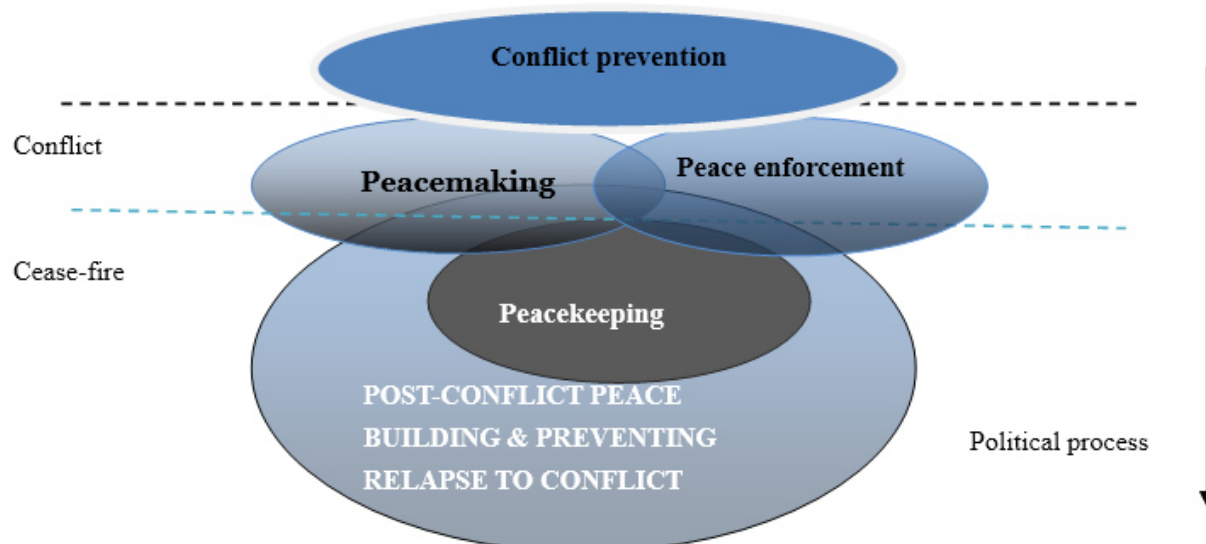 Conflict prevention
Conflict
Peacemaking
Peace enforcement
Cease-fire
Peacekeeping
POST-CONFLICT PEACE
BUILDING & PREVENTING
RELAPSE TO CONFLICT
Political process